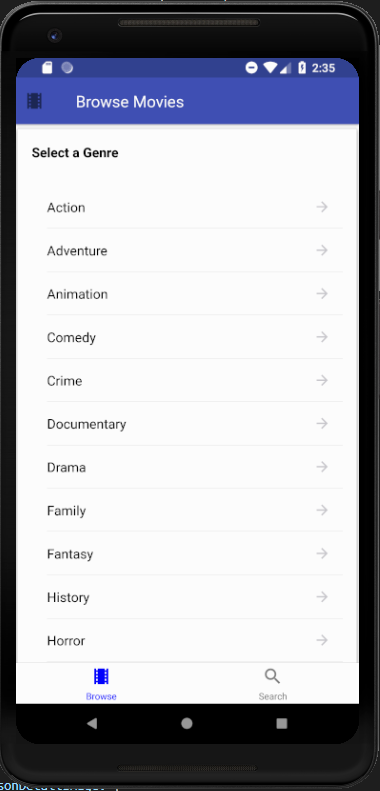 2:35
Browse Movies
Select a Genre
Action
Adventure
Animation
Comedy
Crime
Documentary
Drama
Family
Fantasy
History
Horror
Browse
Search